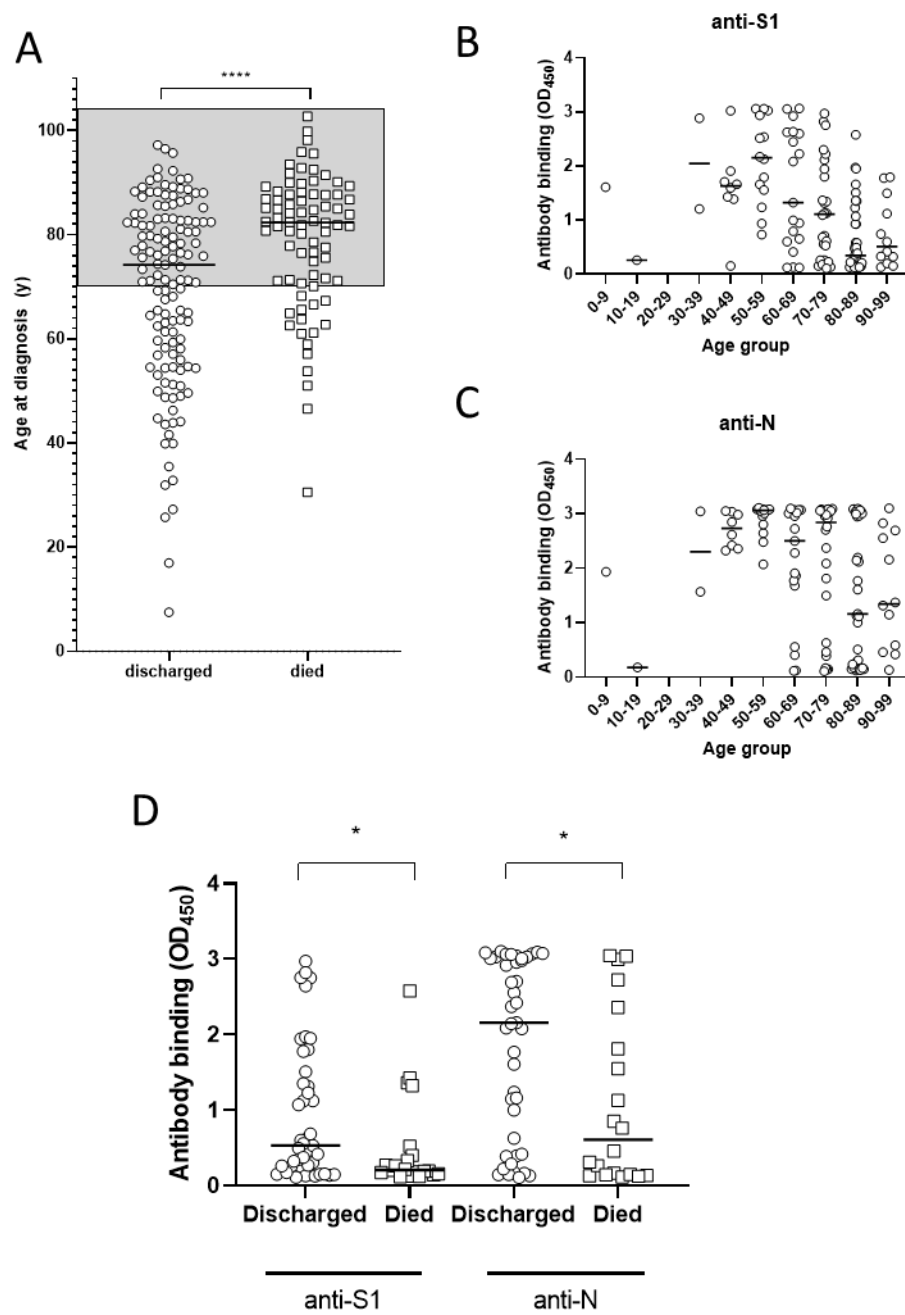 A
****
100
80
60
40
20
0
Age at diagnosis (y)
discharged
died
B
anti-S1
Antibody binding (OD450)
4
3
2
1
0
0-9
10-19
20-29
30-39
40-49
50-59
60-69
70-79
80-89
90-99
Age group
C
anti-N
Antibody binding (OD450)
4
3
2
1
0
0-9
10-19
20-29
30-39
40-49
50-59
60-69
70-79
80-89
90-99
Age group
D
* *
Antibody binding (OD450)
4
3
2
1
0
Discharged Died Discharged Died
anti-S1 anti-N